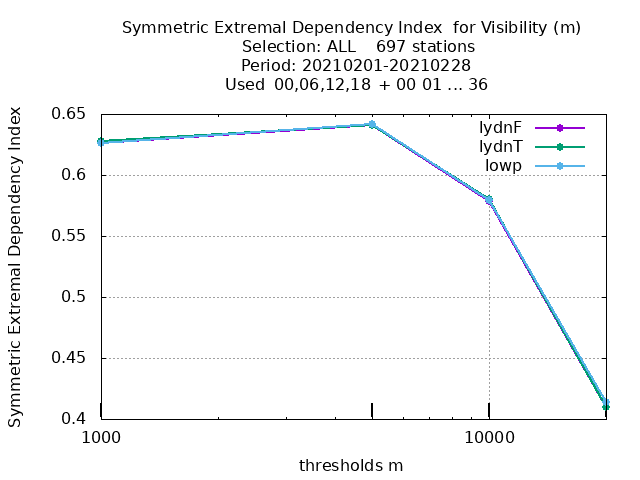 Symmetric Extremal Dependency Index  for Visibility (m)
Selection: ALL    697 stations
Period: 20210201-20210228
Used  00,06,12,18  + 00 01 ... 36
Symmetric Extremal Dependency Index
0.65
0.6
0.55
0.5
0.45
0.4
lydnF
lydnT
lowp
1000
10000
thresholds m